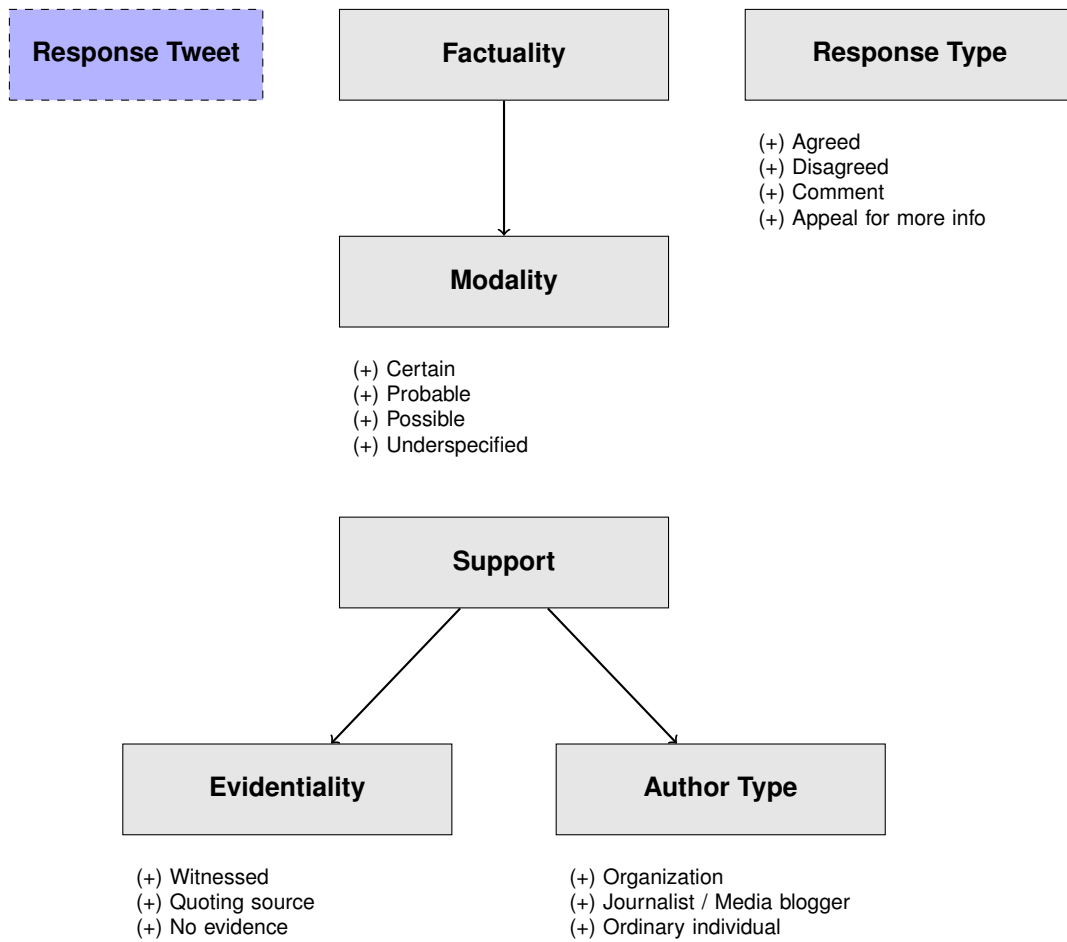 Response Tweet
Factuality
Response Type
(+) Agreed
(+) Disagreed
(+) Comment
(+) Appeal for more info
Modality
(+) Certain
(+) Probable
(+) Possible
(+) Underspecified
Support
Evidentiality
(+) Witnessed
(+) Quoting source
(+) No evidence
Author Type
(+) Organization
(+) Journalist / Media blogger
(+) Ordinary individual